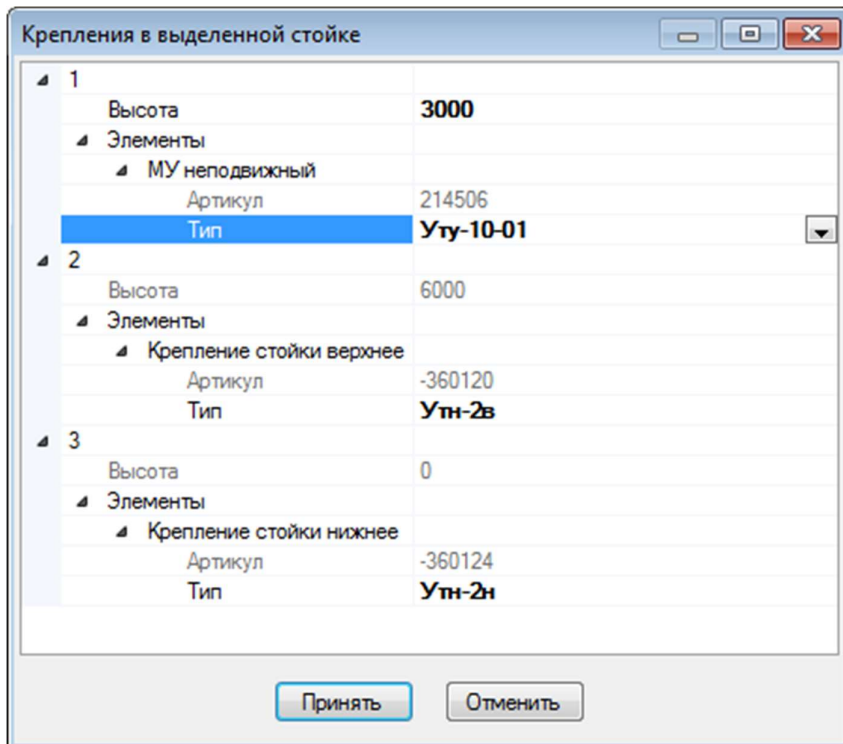 Крепления в выделенной стойке
1
Высота 3000
Элементы
МУ неподвижный
Артикул 214506
Тип Уту-10-01
2
Высота 6000
Элементы
Крепление стойки верхнее
Артикул -360120
Тип Утн-2в
3
Высота 0
Элементы
Крепление стойки нижнее
Артикул -360124
Тип Утн-2н
Принять Отменить